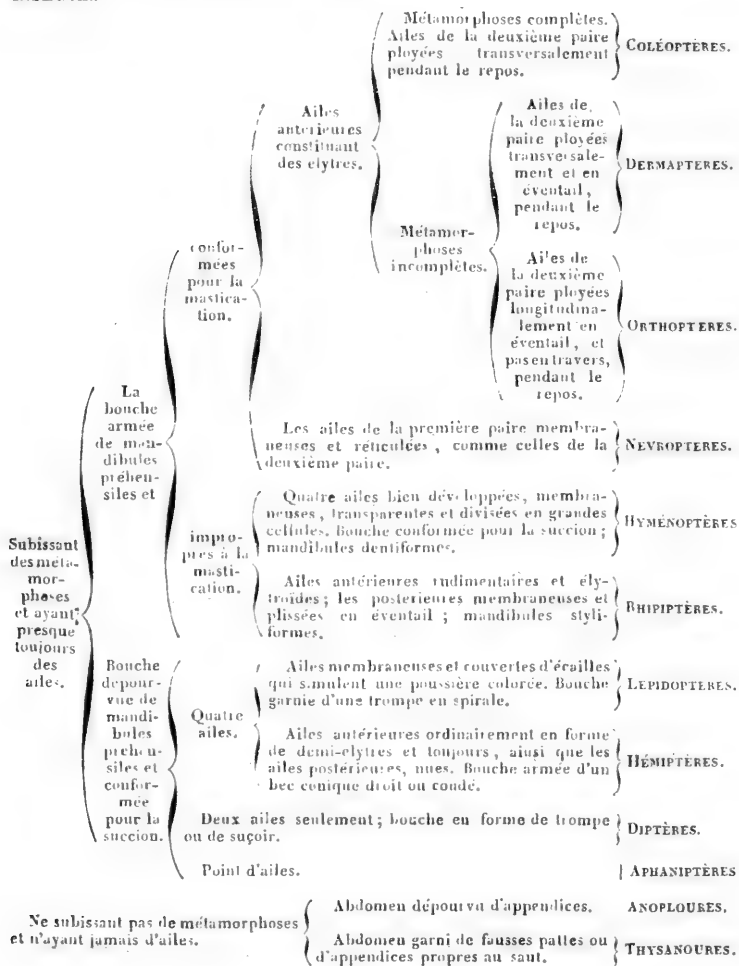 Métamorphoses complètes.
Ailes de la deuxième paire
ployées transversalement
pendant le repos.
COLÉOPTÈRES.
Ailes
antérieures
constituant
des elytres.
Ailes de
la deuxième
paire ployées
transversale-
ment et en
éventail,
pendant le
repos.
DERMAPTÈRES.
Métamor-
phoses
incomplètes.
Ailes de
la deuxième
paire ployées
longitudina-
lement en
éventail, et
pas en travers,
pendant le
repos.
ORTHOPTÈRES.
confor-
mées
pour la
mastica-
tion.
Les ailes de la première paire membra-
neuses et réticulées, comme celles de la
deuxième paire.
NEVROPTÈRES.
La
bouche
armée
de man-
dibules
préhen-
siles et
Quatre ailes bien développées, membra-
neuses, transparentes et divisées en grandes
cellules. Bouche conformée pour la succion;
mandibules dentiformes.
HYMÉNOPTÈRES
impro-
pres à la
masti-
cation.
Ailes antérieures rudimentaires et ély-
troïdes; les posterieures membraneuses et
plissées en éventail; mandibules styli-
formes.
RHIPIPTÈRES.
Subissant
des méta-
mor-
phoses
et ayant
presque
toujours
des
ailes.
Bouche
dépour-
vue de
mandi-
bules
préhen-
siles et
confor-
mée
pour la
succion.
Quatre
ailes.
Ailes membraneuses et couvertes d'écailles
qui simulent une poussière colorée. Bouche
garnie d'une trompe en spirale.
LEPIDOPTÈRES.
Ailes antérieures ordinairement en forme
de demi-elytres et toujours, ainsi que les
ailes postérieures, nues. Bouche armée d'un
bec conique droit ou coudé.
HÉMIPTÈRES.
Deux ailes seulement; bouche en forme de trompe
ou de suçoir.
DIPTÈRES.
Point d'ailes.
APHANIPTÈRES
Ne subissant pas de métamorphoses
et n'ayant jamais d'ailes.
Abdomen dépourvu d'appendices.
ANOPLOURES.
Abdomen garni de fausses pattes ou
d'appendices propres au saut.
THYSANOURES.